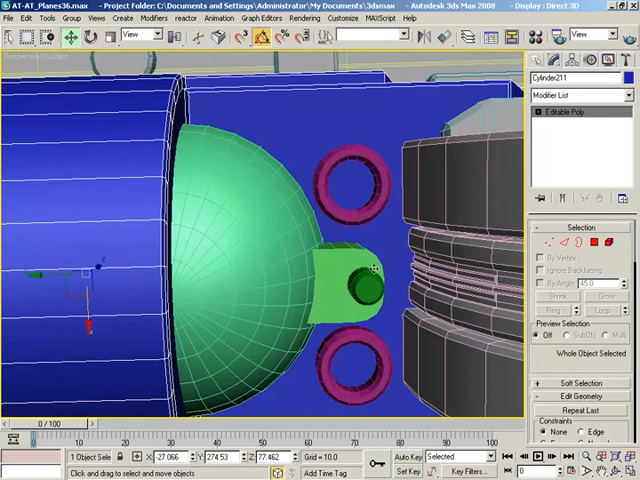 AT-AT_Planes36.max - Project Folder: C:\Documents and Settings\Administrator\My Documents\3dsmax - Autodesk 3ds Max 2008 - Display : Direct 3D
File Edit Tools Group Views Create Modifiers reactor Animation Graph Editors Rendering Customize MAXScript Help
View
View
Cylinder211
Modifier List
Editable Poly
Selection
By Vertex
Ignore Backfacing
By Angle: 45.0
Shrink Grow
Ring Loop
Preview Selection
Off SubObj Multi
Whole Object Selected
Soft Selection
Edit Geometry
Repeat Last
Constraints
None Edge
z
0 / 100
0 10 20 30 40 50 60 70 80 90 100
1 Object Sele
X: -27.066 Y: 274.53 Z: 77.462 Grid = 10.0
Auto Key Selected
Click and drag to select and move objects
Add Time Tag
Set Key Key Filters...
0